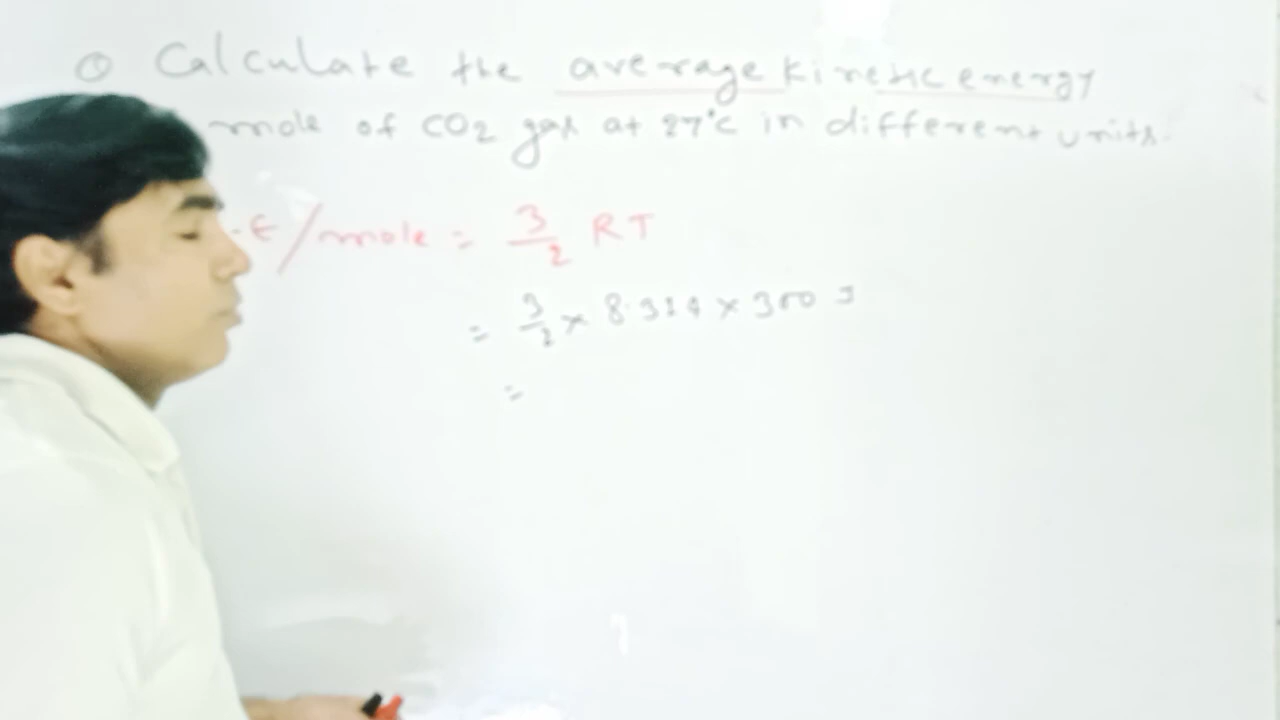 Calculate the average kinetic energy
mole of CO2 gas at 27°C in different units.
.E/mole = 3/2 RT
= 3/2 × 8.314 × 300 J
=